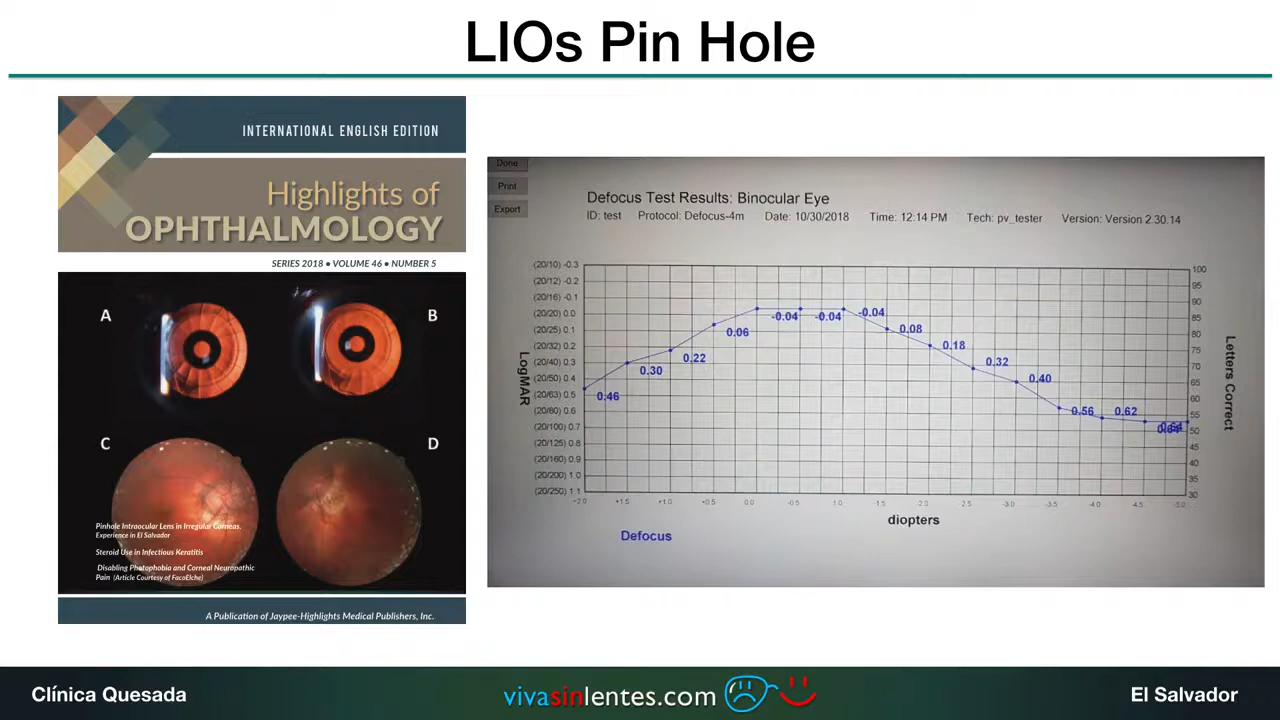 LIOs Pin Hole
INTERNATIONAL ENGLISH EDITION
Highlights of
OPHTHALMOLOGY
SERIES 2018 • VOLUME 46 • NUMBER 5
A
B
C
D
Pinhole Intraocular Lens in Irregular Corneas,
Experience in El Salvador
Steroid Use in Infectious Keratitis
Disabling Photophobia and Corneal Neuropathic
Pain (Article Courtesy of FacoElche)
A Publication of Jaypee-Highlights Medical Publishers, Inc.
Done
Print
Export
Defocus Test Results: Binocular Eye
ID: test Protocol: Defocus-4m Date: 10/30/2018 Time: 12:14 PM Tech: pv_tester Version: Version 2.30.14
LogMAR
(20/10) -0.3
(20/12) -0.2
(20/16) -0.1
(20/20) 0.0
(20/25) 0.1
(20/32) 0.2
(20/40) 0.3
(20/50) 0.4
(20/63) 0.5
(20/80) 0.6
(20/100) 0.7
(20/125) 0.8
(20/160) 0.9
(20/200) 1.0
(20/250) 1.1
0.46
0.30
0.22
0.06
-0.04
-0.04
-0.04
0.08
0.18
0.32
0.40
0.56
0.62
100
95
90
85
80
75
70
65
60
55
50
45
40
35
30
Letters Correct
+2.0 +1.5 +1.0 +0.5 0.0 -0.5 1.0 -1.5 -2.0 2.5 -3.0 3.5 -4.0 4.5 -5.0
diopters
Defocus
Clínica Quesada
vivasinlentes.com
El Salvador